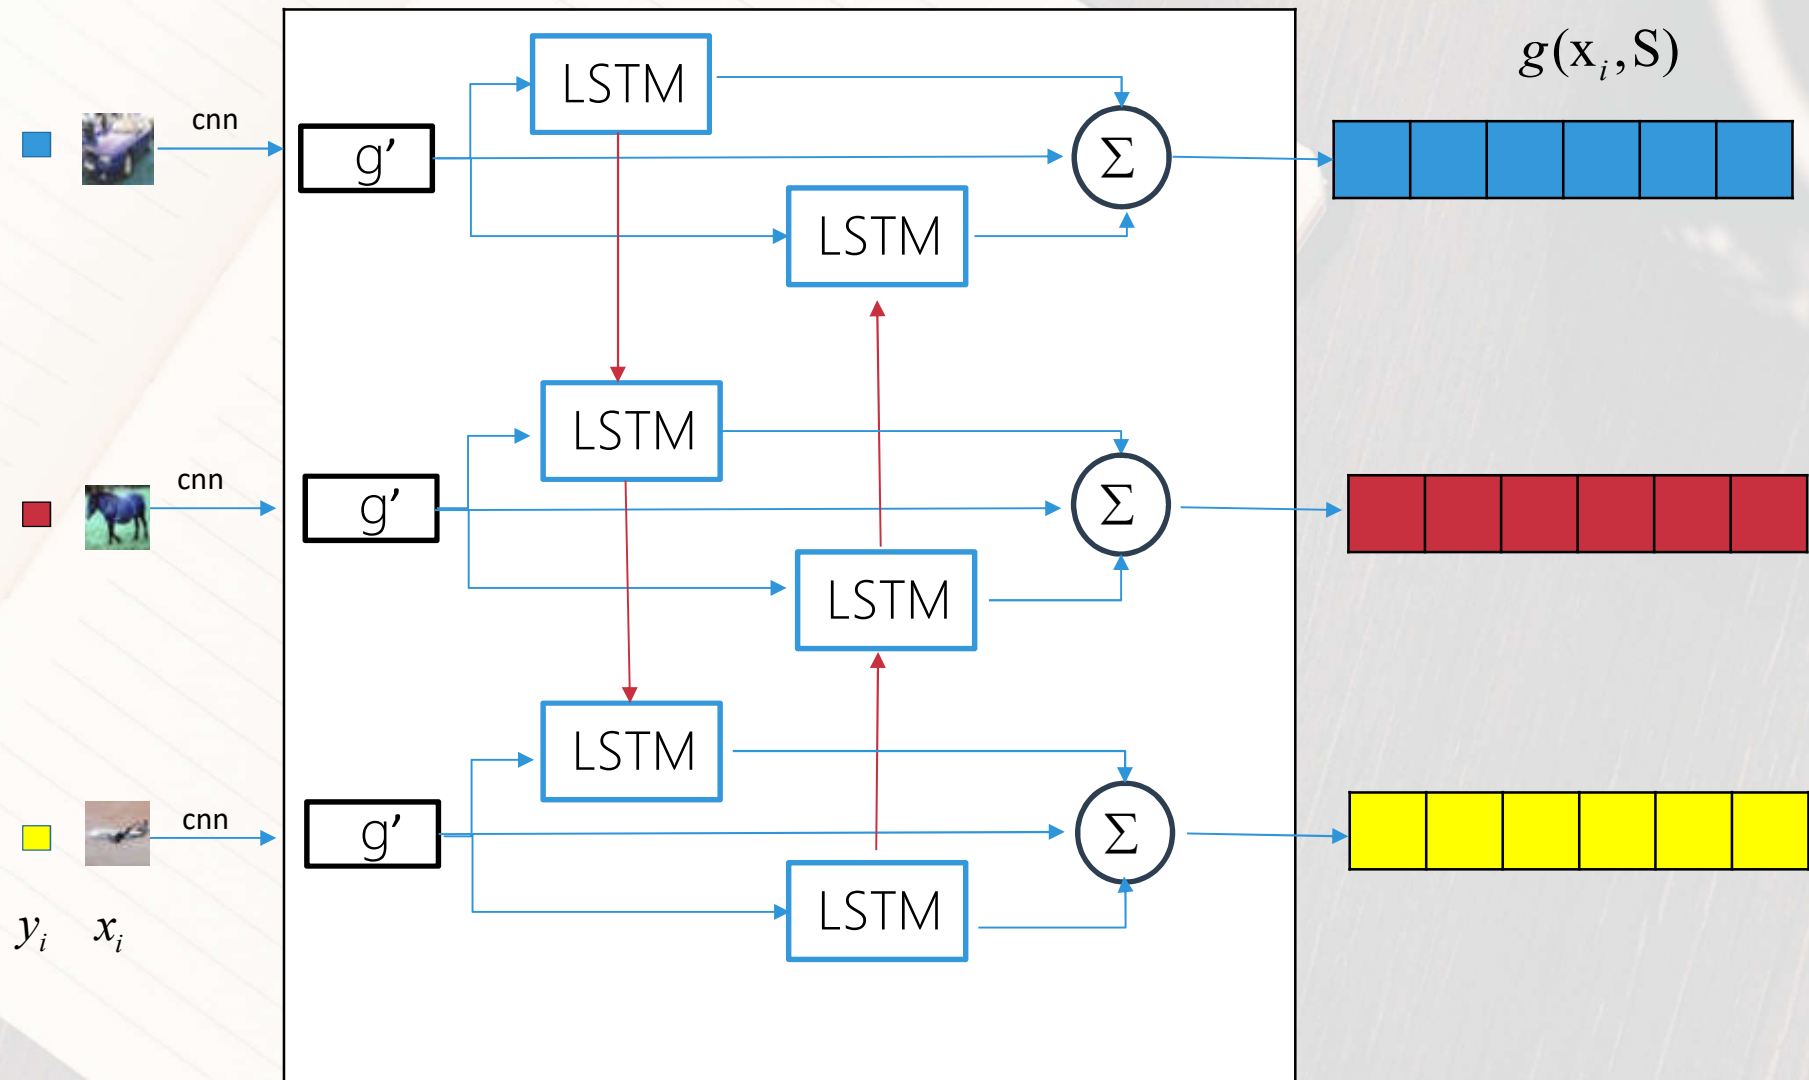 g(x_i, S)
LSTM
cnn
g'
Σ
LSTM
LSTM
cnn
g'
Σ
LSTM
LSTM
cnn
g'
Σ
LSTM
y_i x_i